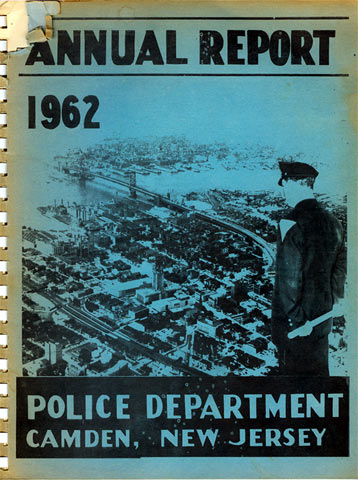 ANNUAL REPORT
1962
POLICE DEPARTMENT
CAMDEN, NEW JERSEY